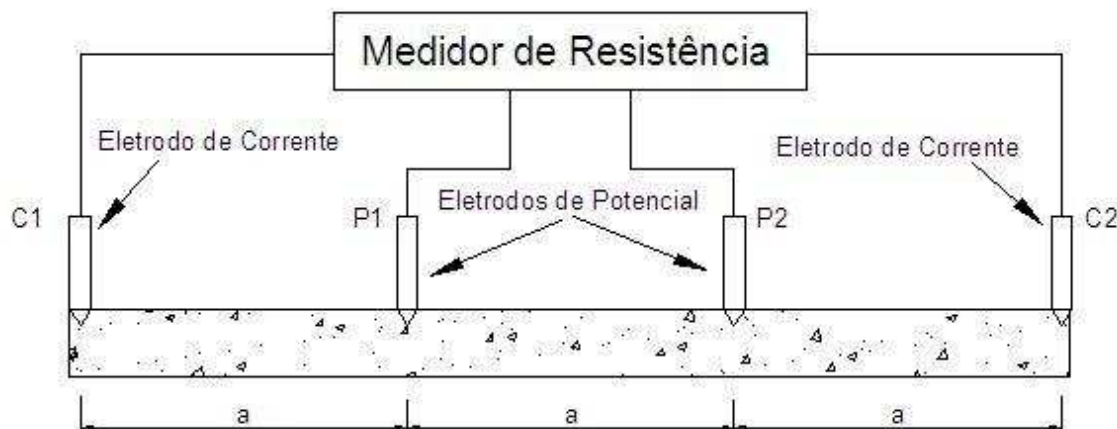 Medidor de Resistência
Eletrodo de Corrente
Eletrodo de Corrente
Eletrodos de Potencial
C1
P1
P2
C2
a
a
a